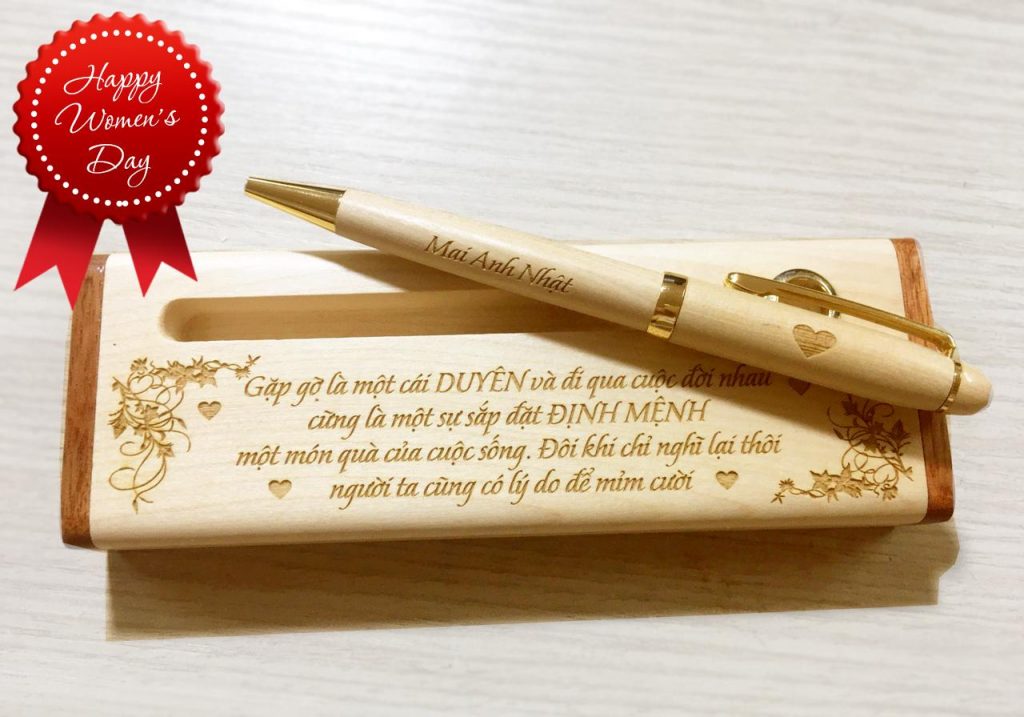 Happy
Women's
Day
Mai Anh Nhật
Gặp gỡ là một cái DUYÊN và đi qua cuộc đời nhau
cũng là một sự sắp đặt ĐỊNH MỆNH
một món quà của cuộc sống. Đôi khi chỉ nghĩ lại thôi
người ta cũng có lý do để mỉm cười